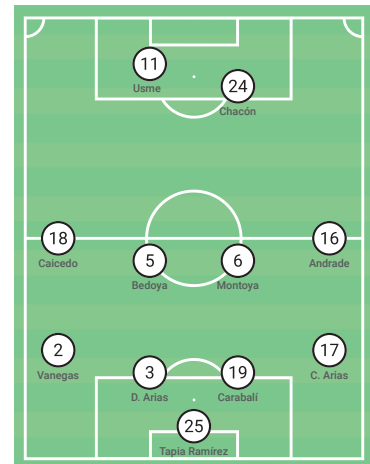 11
Usme
24
Chacón
18
Caicedo
5
Bedoya
6
Montoya
16
Andrade
2
Vanegas
3
D. Arias
19
Carabalí
17
C. Arias
25
Tapia Ramírez